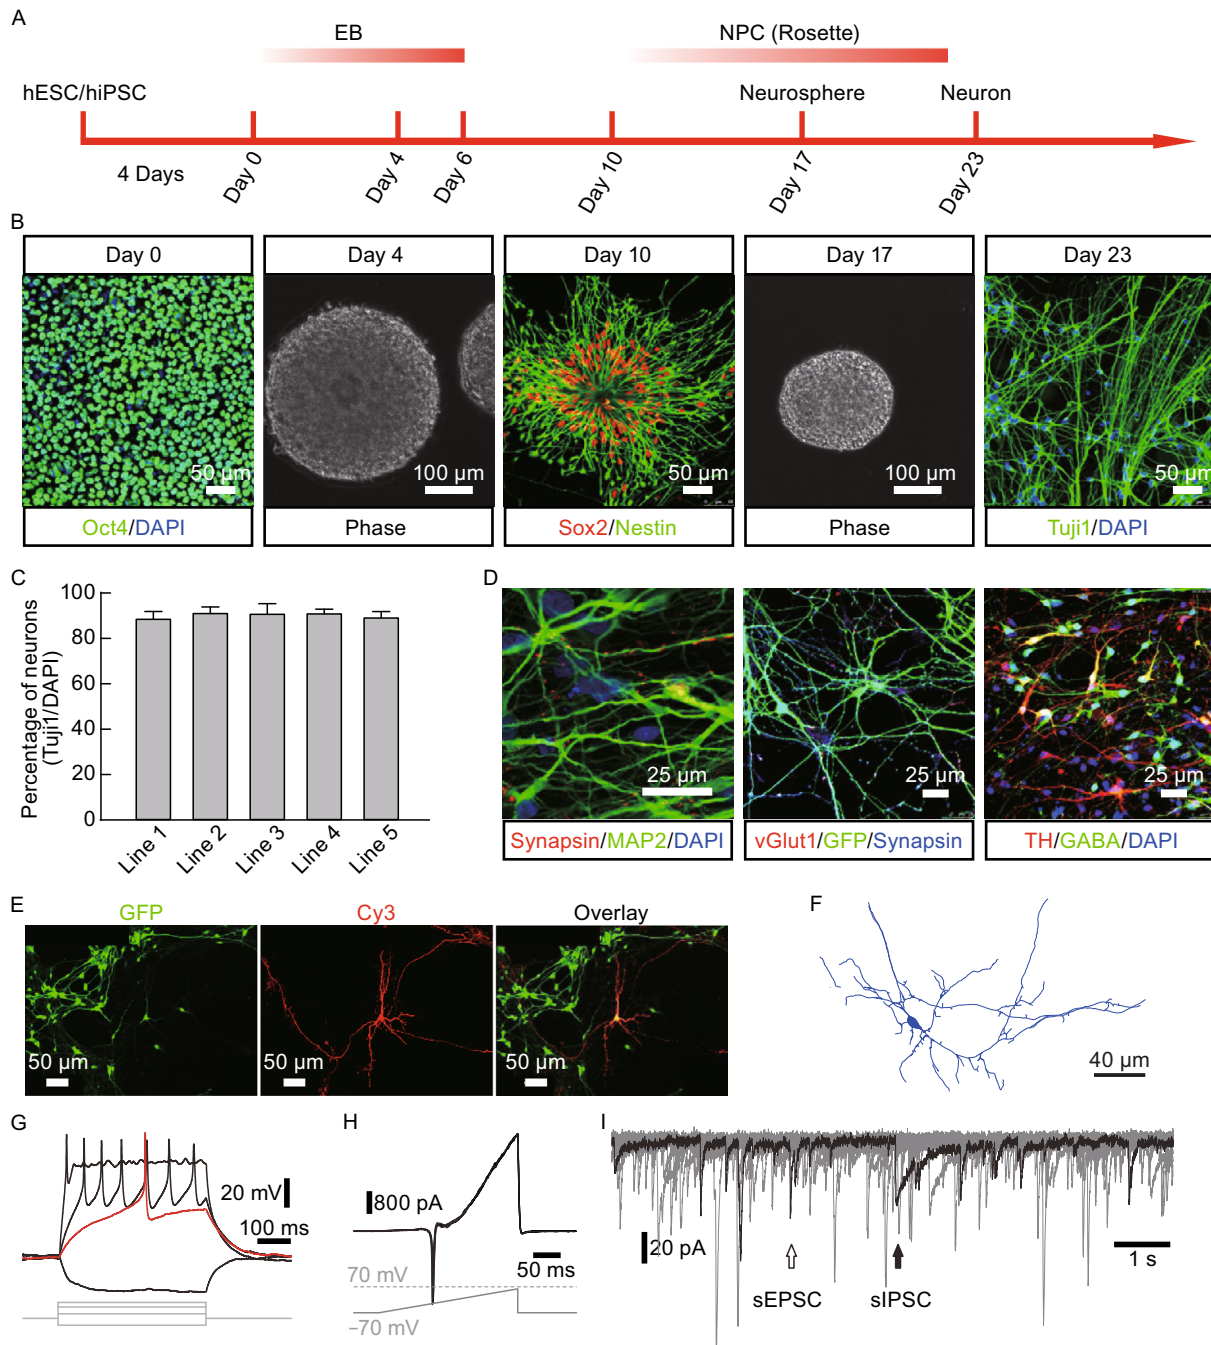 A
EB
NPC (Rosette)
hESC/hiPSC
Neurosphere
Neuron
4 Days
Day 0
Day 4
Day 6
Day 10
Day 17
Day 23
B
Day 0
Day 4
Day 10
Day 17
Day 23
50 µm
100 µm
50 µm
100 µm
50 µm
Oct4/DAPI
Phase
Sox2/Nestin
Phase
Tuji1/DAPI
C
Percentage of neurons
(Tuji1/DAPI)
100
80
60
40
20
0
Line 1
Line 2
Line 3
Line 4
Line 5
D
25 µm
25 µm
25 µm
Synapsin/MAP2/DAPI
vGlut1/GFP/Synapsin
TH/GABA/DAPI
E
GFP
Cy3
Overlay
50 µm
50 µm
50 µm
F
40 µm
G
20 mV
100 ms
H
800 pA
50 ms
70 mV
−70 mV
I
20 pA
1 s
sEPSC
sIPSC